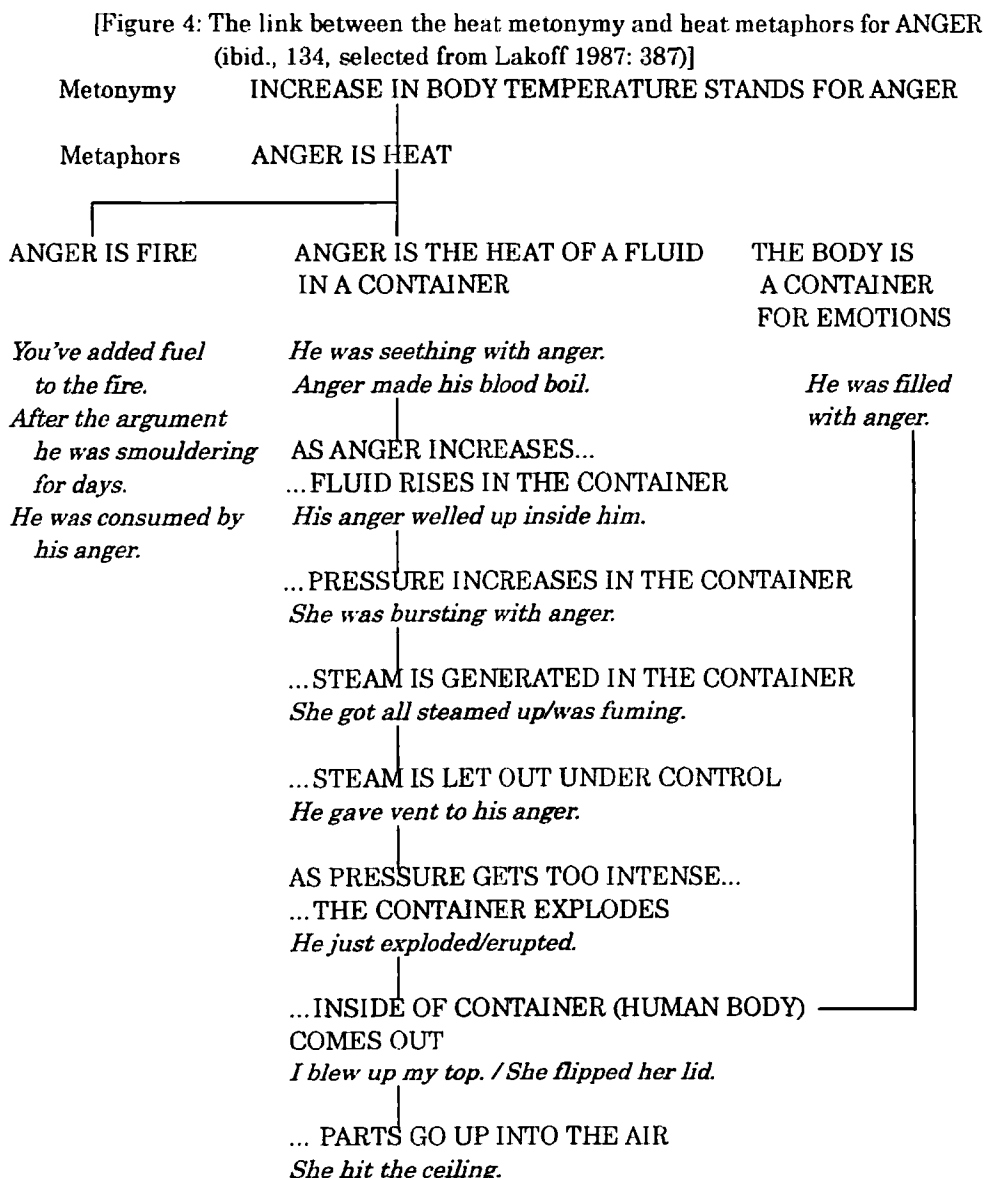 [Figure 4: The link between the heat metonymy and heat metaphors for ANGER
(ibid., 134, selected from Lakoff 1987: 387)]
Metonymy INCREASE IN BODY TEMPERATURE STANDS FOR ANGER
Metaphors ANGER IS HEAT
ANGER IS FIRE
You've added fuel
to the fire.
After the argument
he was smouldering
for days.
He was consumed by
his anger.
ANGER IS THE HEAT OF A FLUID
IN A CONTAINER
He was seething with anger.
Anger made his blood boil.
AS ANGER INCREASES...
...FLUID RISES IN THE CONTAINER
His anger welled up inside him.
...PRESSURE INCREASES IN THE CONTAINER
She was bursting with anger.
...STEAM IS GENERATED IN THE CONTAINER
She got all steamed up/was fuming.
...STEAM IS LET OUT UNDER CONTROL
He gave vent to his anger.
AS PRESSURE GETS TOO INTENSE...
...THE CONTAINER EXPLODES
He just exploded/erupted.
...INSIDE OF CONTAINER (HUMAN BODY)
COMES OUT
I blew up my top. / She flipped her lid.
... PARTS GO UP INTO THE AIR
She hit the ceiling.
THE BODY IS
A CONTAINER
FOR EMOTIONS
He was filled
with anger.